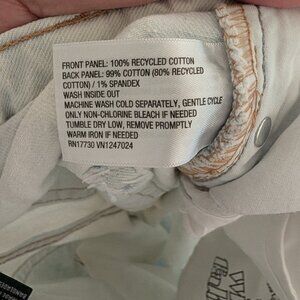 FRONT PANEL: 100% RECYCLED COTTON
BACK PANEL: 99% COTTON (80% RECYCLED
COTTON) / 1% SPANDEX
WASH INSIDE OUT
MACHINE WASH COLD SEPARATELY, GENTLE CYCLE
ONLY NON-CHLORINE BLEACH IF NEEDED
TUMBLE DRY LOW, REMOVE PROMPTLY
WARM IRON IF NEEDED
RN17730 VN1247024